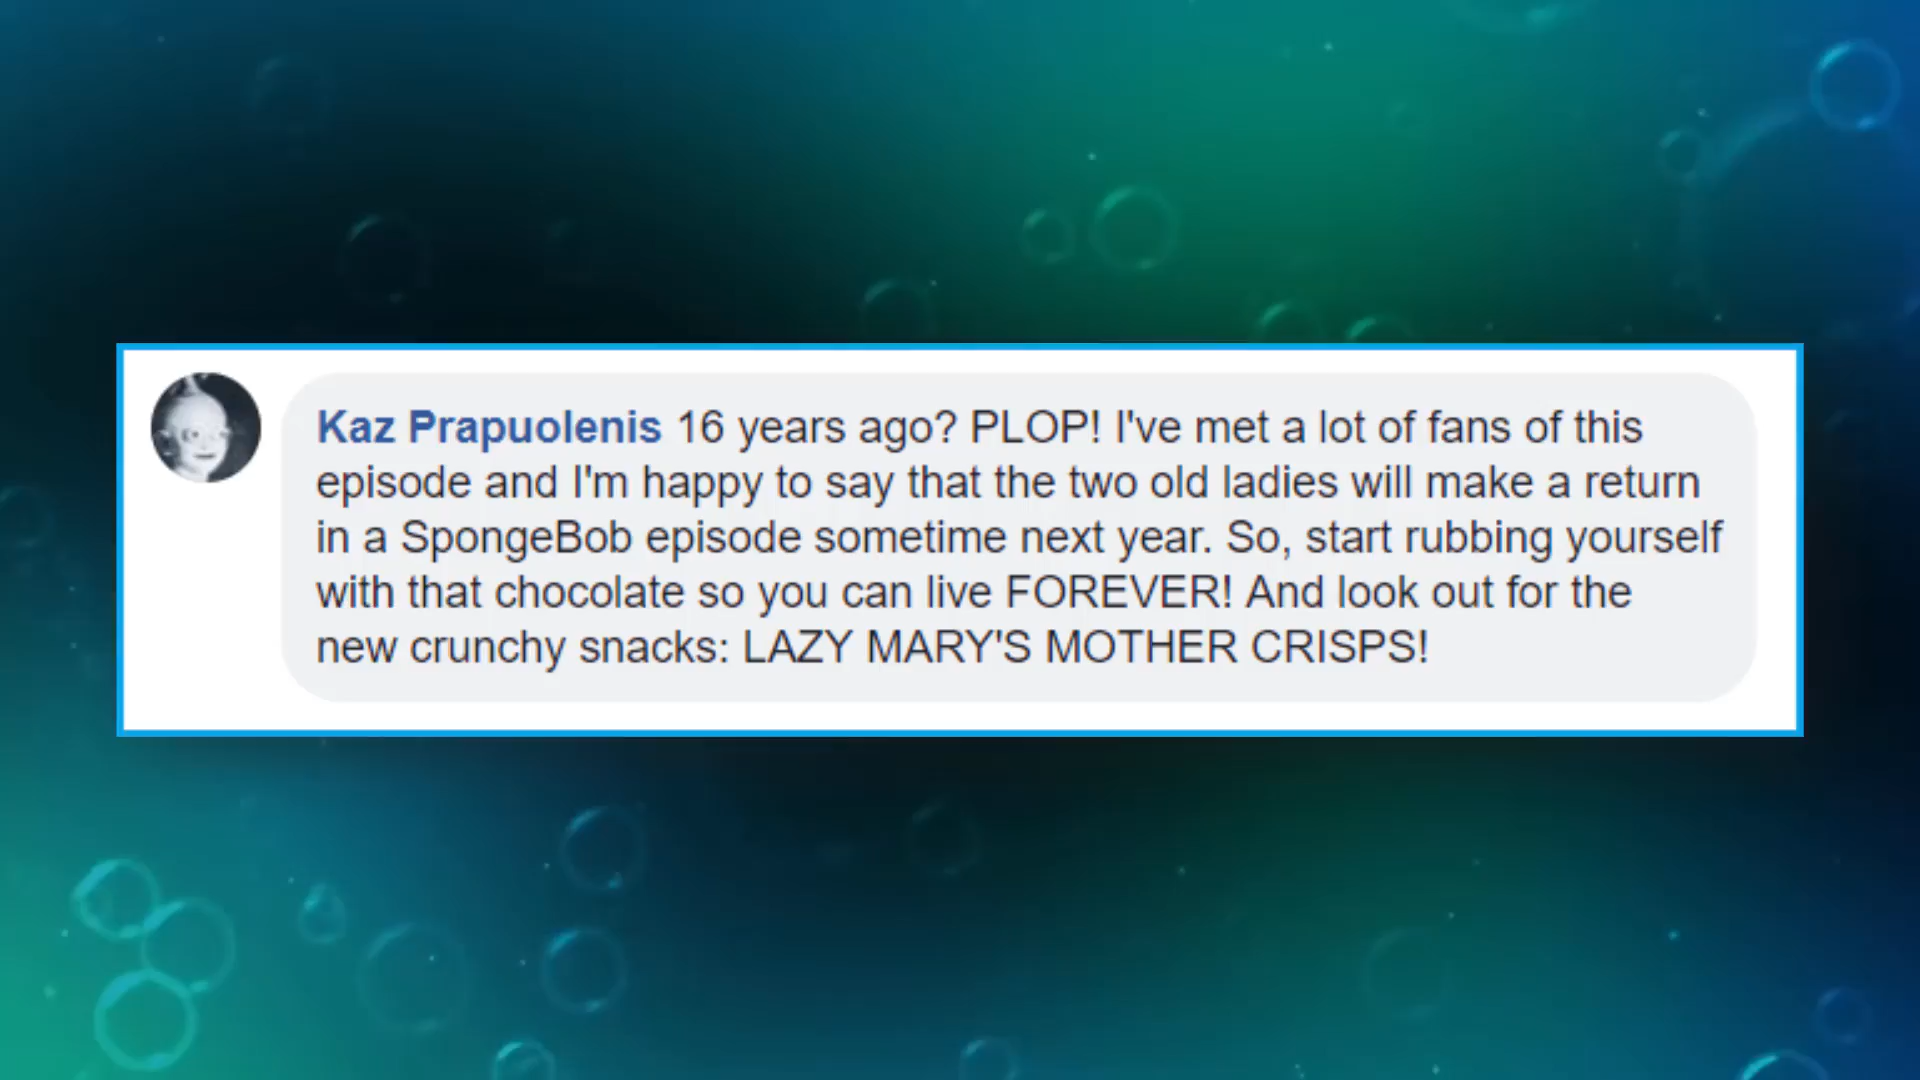 Kaz Prapuolenis 16 years ago? PLOP! I've met a lot of fans of this
episode and I'm happy to say that the two old ladies will make a return
in a SpongeBob episode sometime next year. So, start rubbing yourself
with that chocolate so you can live FOREVER! And look out for the
new crunchy snacks: LAZY MARY'S MOTHER CRISPS!